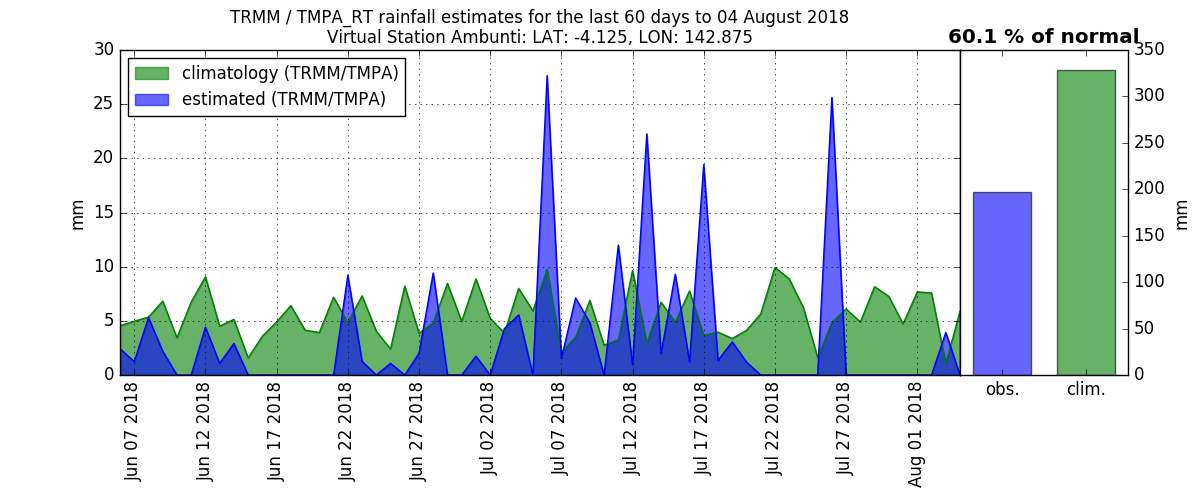 TRMM / TMPA_RT rainfall estimates for the last 60 days to 04 August 2018
Virtual Station Ambunti: LAT: -4.125, LON: 142.875
60.1 % of normal
climatology (TRMM/TMPA)
estimated (TRMM/TMPA)
30
25
20
15
10
5
0
mm
Jun 07 2018
Jun 12 2018
Jun 17 2018
Jun 22 2018
Jun 27 2018
Jul 02 2018
Jul 07 2018
Jul 12 2018
Jul 17 2018
Jul 22 2018
Jul 27 2018
Aug 01 2018
obs.
clim.
350
300
250
200
150
100
50
0
mm